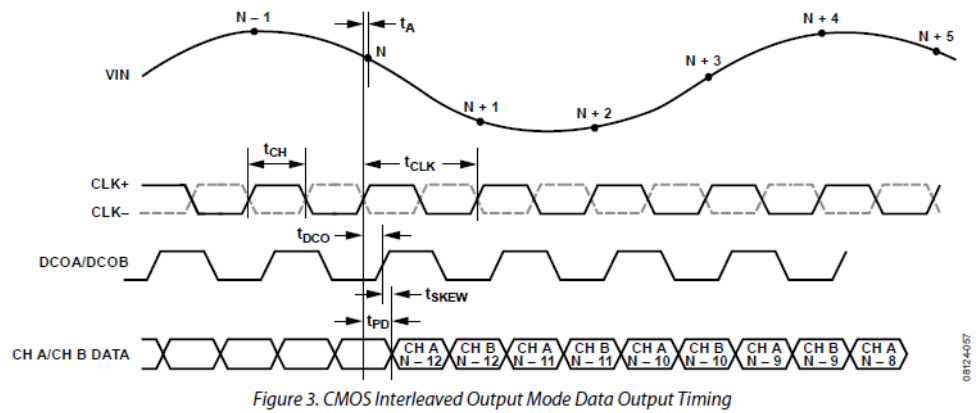 N – 1
tA
N
N + 1
N + 2
N + 3
N + 4
N + 5
VIN
tCH
tCLK
CLK+
CLK–
tDCO
DCOA/DCOB
tSKEW
tPD
CH A/CH B DATA
CH A
N – 12
CH B
N – 12
CH A
N – 11
CH B
N – 11
CH A
N – 10
CH B
N – 10
CH A
N – 9
CH B
N – 9
CH A
N – 8
08124-057
Figure 3. CMOS Interleaved Output Mode Data Output Timing